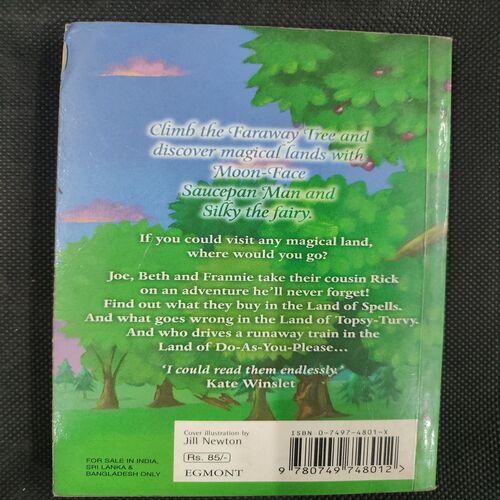 Climb the Faraway Tree and
discover magical lands with
Moon-Face
Saucepan Man and
Silky the fairy.
If you could visit any magical land,
where would you go?
Joe, Beth and Frannie take their cousin Rick
on an adventure he'll never forget!
Find out what they buy in the Land of Spells.
And what goes wrong in the Land of Topsy-Turvy.
And who drives a runaway train in the
Land of Do-As-You-Please...
'I could read them endlessly.'
Kate Winslet
Cover illustration by
Jill Newton
Rs. 85/-
EGMONT
FOR SALE IN INDIA,
SRI LANKA &
BANGLADESH ONLY
ISBN 0-7497-4801-X
9 780749 748012 >